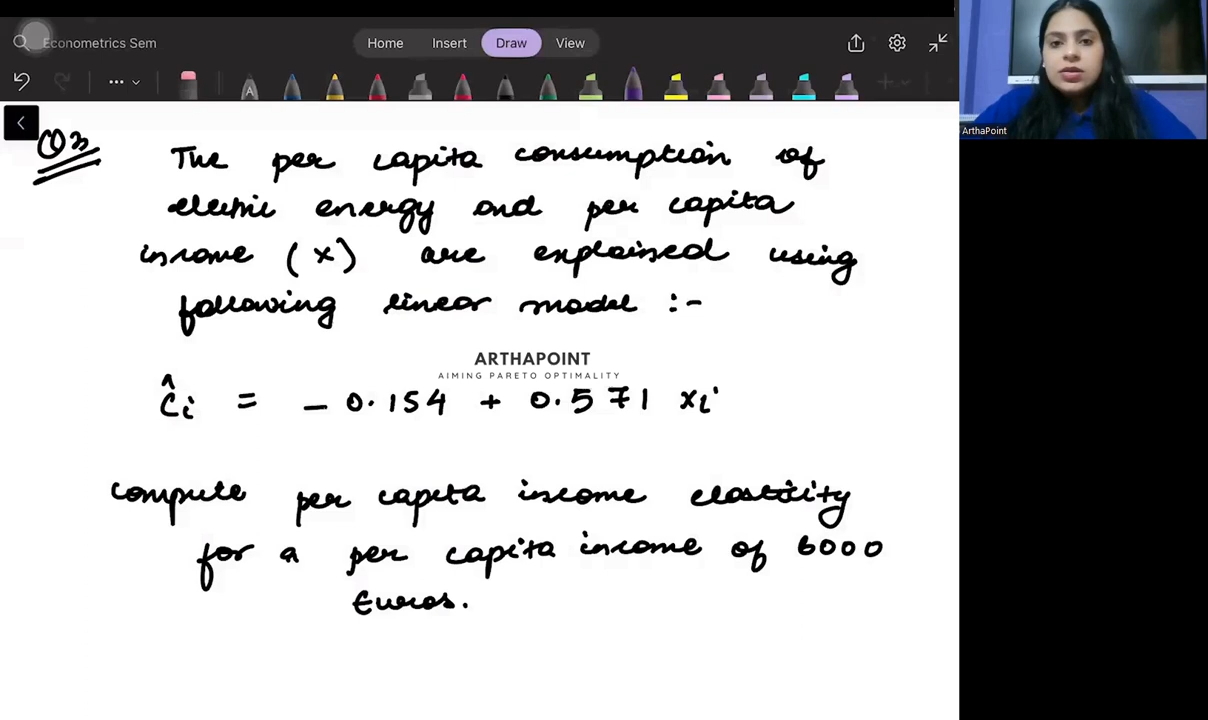 Econometrics Sem
Home Insert Draw View
A
Q3
The per capita consumption of
electric energy and per capita
income (x) are explained using
following linear model :-
ARTHAPOINT
AIMING PARETO OPTIMALITY
Ĉi = - 0.154 + 0.571 xi
compute per capita income elasticity
for a per capita income of 6000
Euros.
ArthaPoint